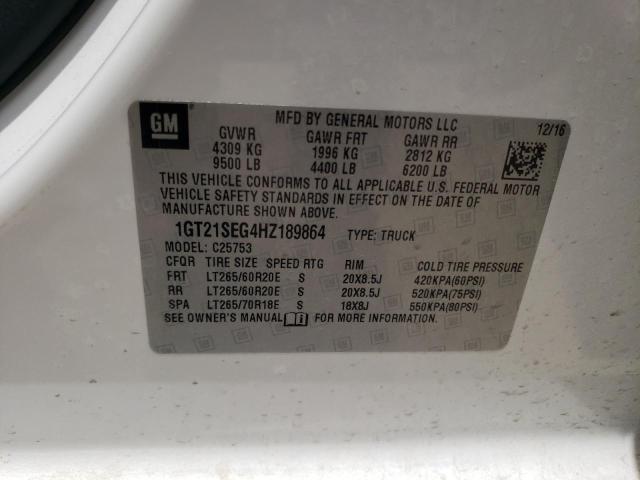 GM
MFD BY GENERAL MOTORS LLC 12/16
GVWR GAWR FRT GAWR RR
4309 KG 1996 KG 2812 KG
9500 LB 4400 LB 6200 LB
THIS VEHICLE CONFORMS TO ALL APPLICABLE U.S. FEDERAL MOTOR
VEHICLE SAFETY STANDARDS IN EFFECT ON THE DATE OF
MANUFACTURE SHOWN ABOVE.
1GT21SEG4HZ189864 TYPE: TRUCK
MODEL: C25753
CFQR TIRE SIZE SPEED RTG RIM COLD TIRE PRESSURE
FRT LT265/60R20E S 20X8.5J 420KPA(60PSI)
RR LT265/60R20E S 20X8.5J 520KPA(75PSI)
SPA LT265/70R18E S 18X8J 550KPA(80PSI)
SEE OWNER'S MANUAL FOR MORE INFORMATION.